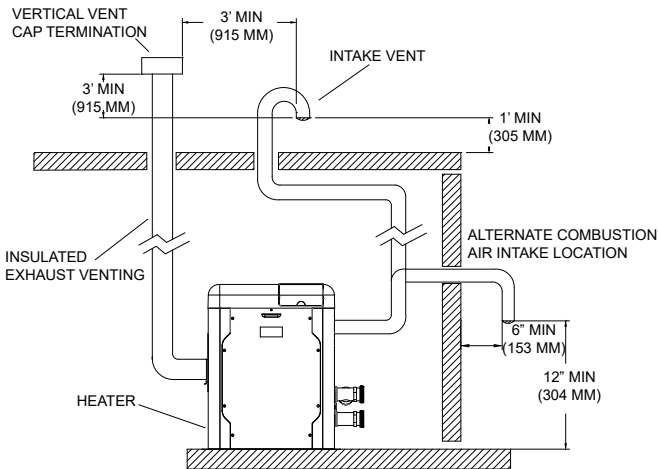 VERTICAL VENT
CAP TERMINATION
3’ MIN
(915 MM)
INTAKE VENT
3’ MIN
(915 MM)
1’ MIN
(305 MM)
INSULATED
EXHAUST VENTING
ALTERNATE COMBUSTION
AIR INTAKE LOCATION
6” MIN
(153 MM)
12” MIN
(304 MM)
HEATER